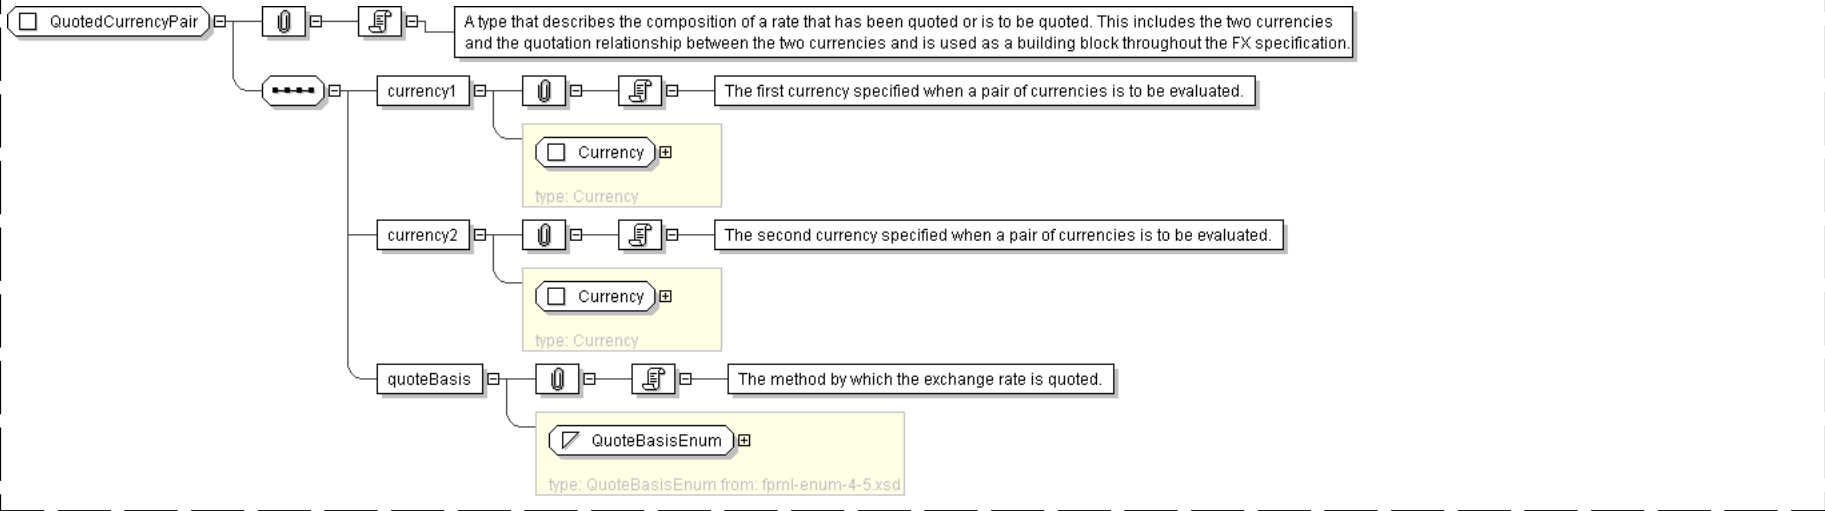 QuotedCurrencyPair
A type that describes the composition of a rate that has been quoted or is to be quoted. This includes the two currencies
and the quotation relationship between the two currencies and is used as a building block throughout the FX specification.
currency1
The first currency specified when a pair of currencies is to be evaluated.
Currency
type: Currency
currency2
The second currency specified when a pair of currencies is to be evaluated.
Currency
type: Currency
quoteBasis
The method by which the exchange rate is quoted.
QuoteBasisEnum
type: QuoteBasisEnum from: fpml-enum-4-5.xsd